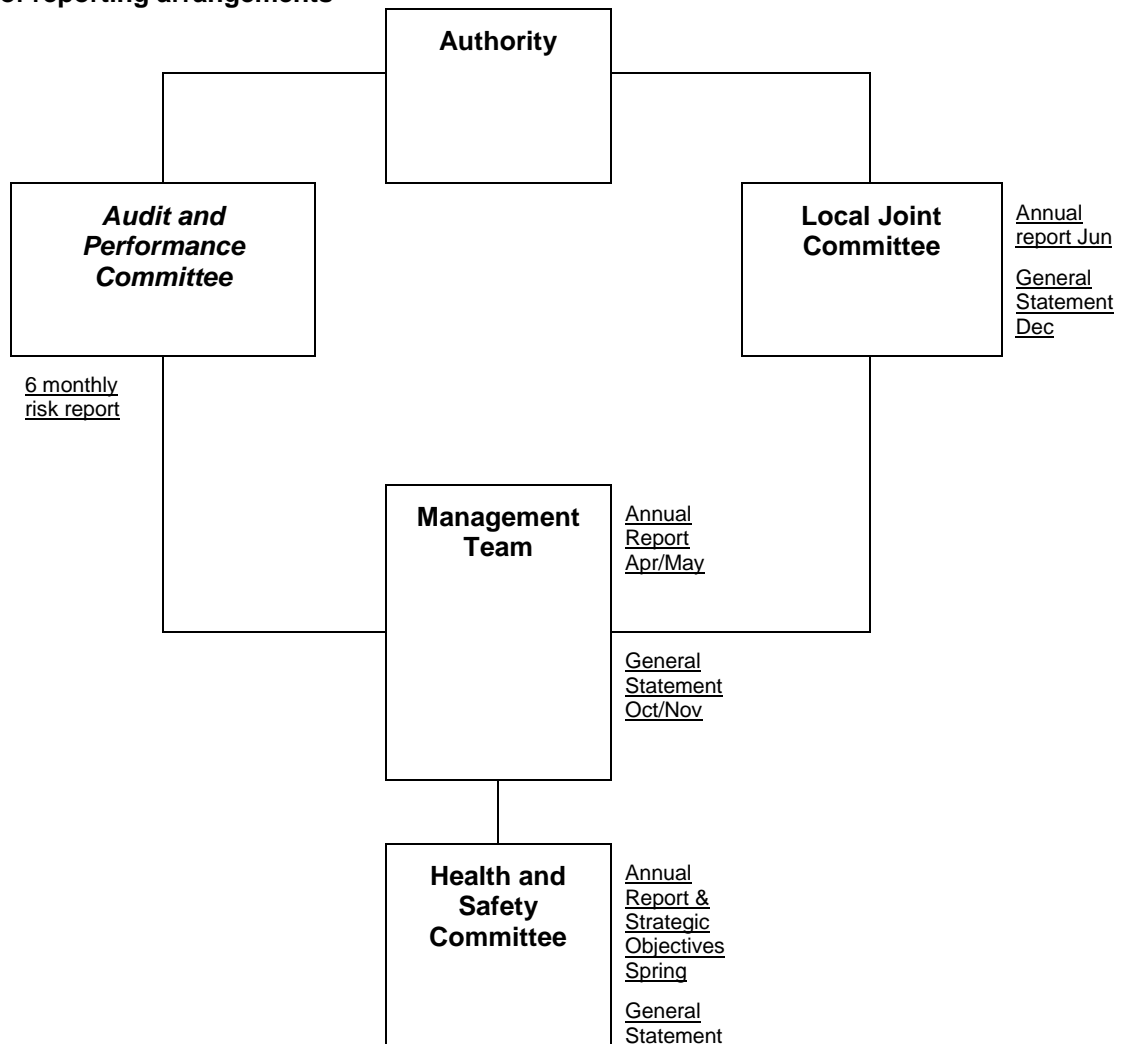 of reporting arrangements
Authority
Audit and
Performance
Committee
Local Joint
Committee
Annual
report Jun
General
Statement
Dec
6 monthly
risk report
Management
Team
Annual
Report
Apr/May
General
Statement
Oct/Nov
Health and
Safety
Committee
Annual
Report &
Strategic
Objectives
Spring
General
Statement